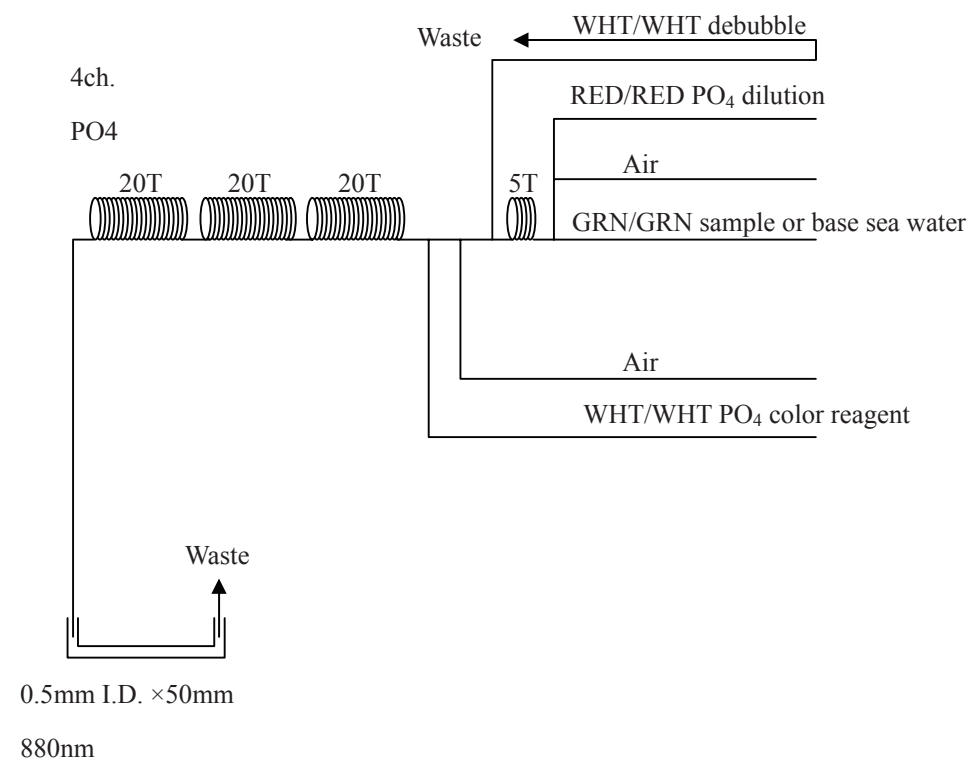 WHT/WHT debubble
Waste
4ch.
RED/RED PO₄ dilution
PO4
Air
20T 20T 20T 5T
GRN/GRN sample or base sea water
Air
WHT/WHT PO₄ color reagent
Waste
0.5mm I.D. ×50mm
880nm